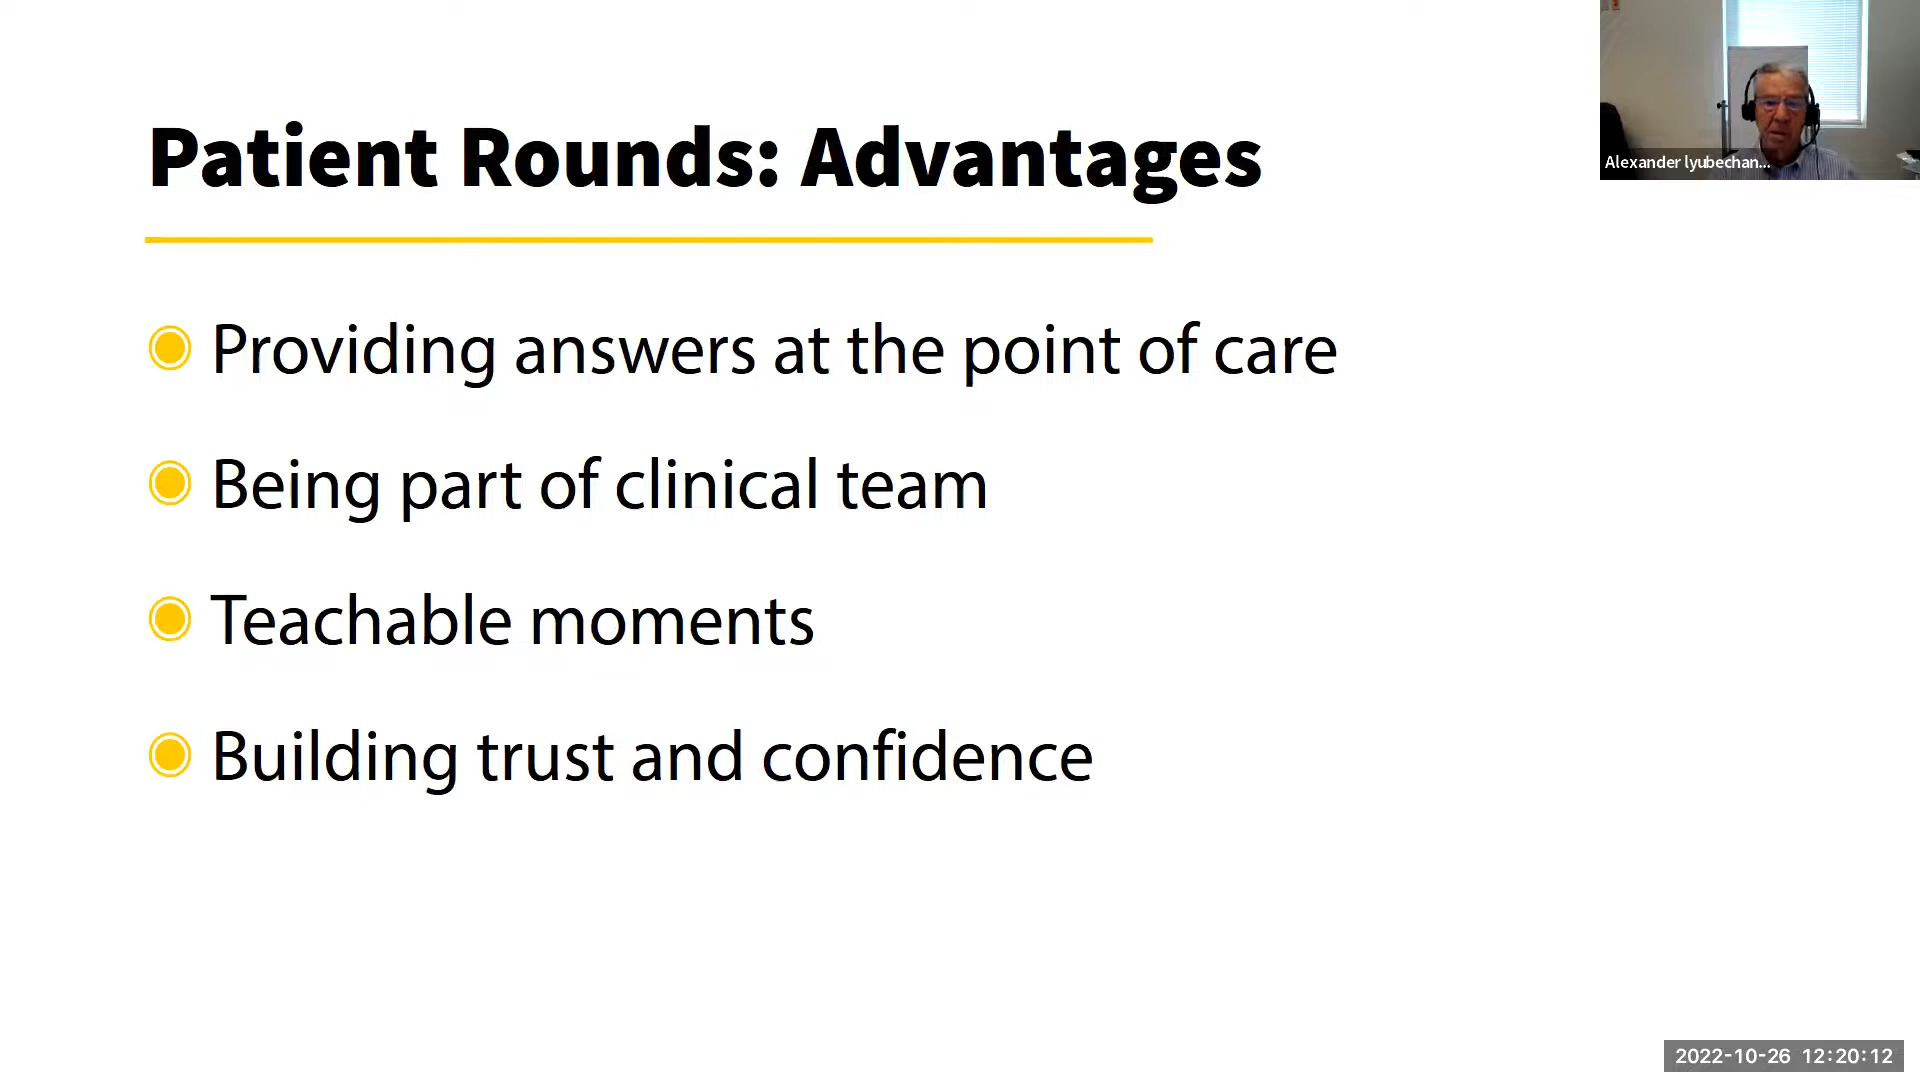 Patient Rounds: Advantages
Providing answers at the point of care
Being part of clinical team
Teachable moments
Building trust and confidence
Alexander lyubechan...
2022-10-26 12:20:12